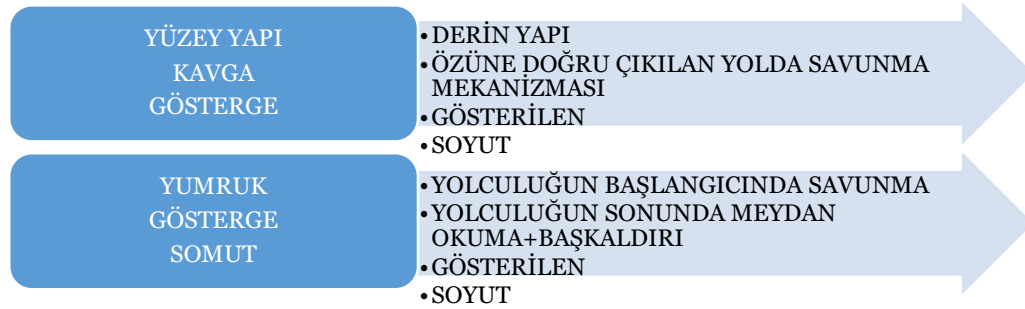 YÜZEY YAPI
KAVGA
GÖSTERGE
•DERİN YAPI
•ÖZÜNE DOĞRU ÇIKILAN YOLDA SAVUNMA
MEKANİZMASI
•GÖSTERİLEN
•SOYUT
YUMRUK
GÖSTERGE
SOMUT
•YOLCULUĞUN BAŞLANGICINDA SAVUNMA
•YOLCULUĞUN SONUNDA MEYDAN
OKUMA+BAŞKALDIRI
•GÖSTERİLEN
•SOYUT